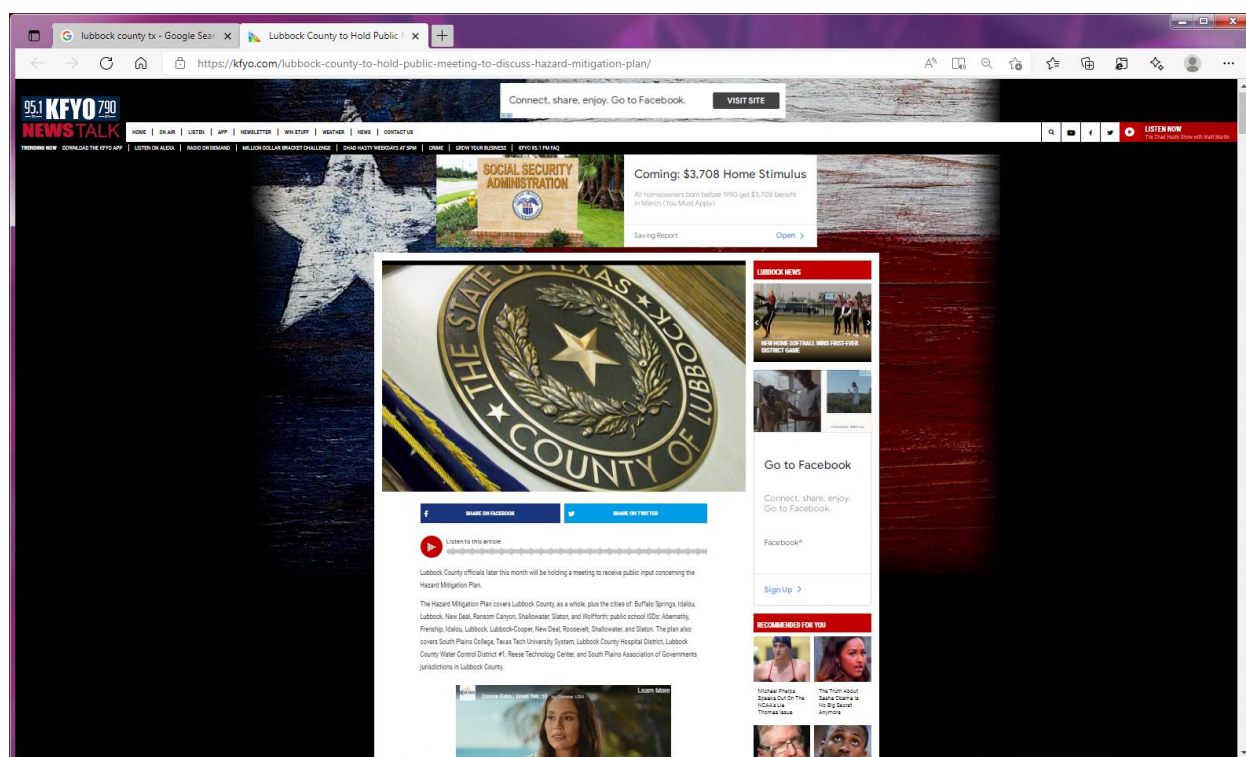 lubbock county tx - Google Sear
Lubbock County to Hold Public
https://kfyo.com/lubbock-county-to-hold-public-meeting-to-discuss-hazard-mitigation-plan/
Connect, share, enjoy. Go to Facebook.
VISIT SITE
95.1 KFYO 790
NEWSTALK
HOME | ON AIR | LISTEN | APP | NEWSLETTER | WIN STUFF | WEATHER | NEWS | CONTACT US
LISTEN NOW
The Chad Hasty Show with Matt Martin
TRENDING NOW DOWNLOAD THE KFYO APP | LISTEN ON ALEXA | RADIO ON DEMAND | MILLION DOLLAR BRACKET CHALLENGE | CHAD HASTY WEEKDAYS AT 5PM | CRIME | GROW YOUR BUSINESS | KFYO 95.1 FM FAQ
SOCIAL SECURITY
ADMINISTRATION
Coming: $3,708 Home Stimulus
All homeowners born before 1990 get $3,708 benefit
in March (You Must Apply)
Saving Report
Open
THE STATE OF TEXAS
COUNTY OF LUBBOCK
LUBBOCK NEWS
NEW HOME SOFTBALL WINS FIRST-EVER
DISTRICT GAME
Go to Facebook
Connect, share, enjoy.
Go to Facebook.
Facebook®
Sign Up
SHARE ON FACEBOOK
SHARE ON TWITTER
Listen to this article
Lubbock County officials later this month will be holding a meeting to receive public input concerning the
Hazard Mitigation Plan.
The Hazard Mitigation Plan covers Lubbock County, as a whole, plus the cities of: Buffalo Springs, Idalou,
Lubbock, New Deal, Ransom Canyon, Shallowater, Slaton, and Wolfforth; public school ISDs: Abernathy,
Frenship, Idalou, Lubbock, Lubbock-Cooper, New Deal, Roosevelt, Shallowater, and Slaton. The plan also
covers South Plains College, Texas Tech University System, Lubbock County Hospital District, Lubbock
County Water Control District #1, Reese Technology Center, and South Plains Association of Governments
jurisdictions in Lubbock County.
RECOMMENDED FOR YOU
Michael Phelps
Speaks Out On The
NCAA's Lia
Thomas Issue
The Truth About
Sasha Obama Is
No Big Secret
Anymore
Corona Extra | Street Talk :15 by Corona USA
Learn More